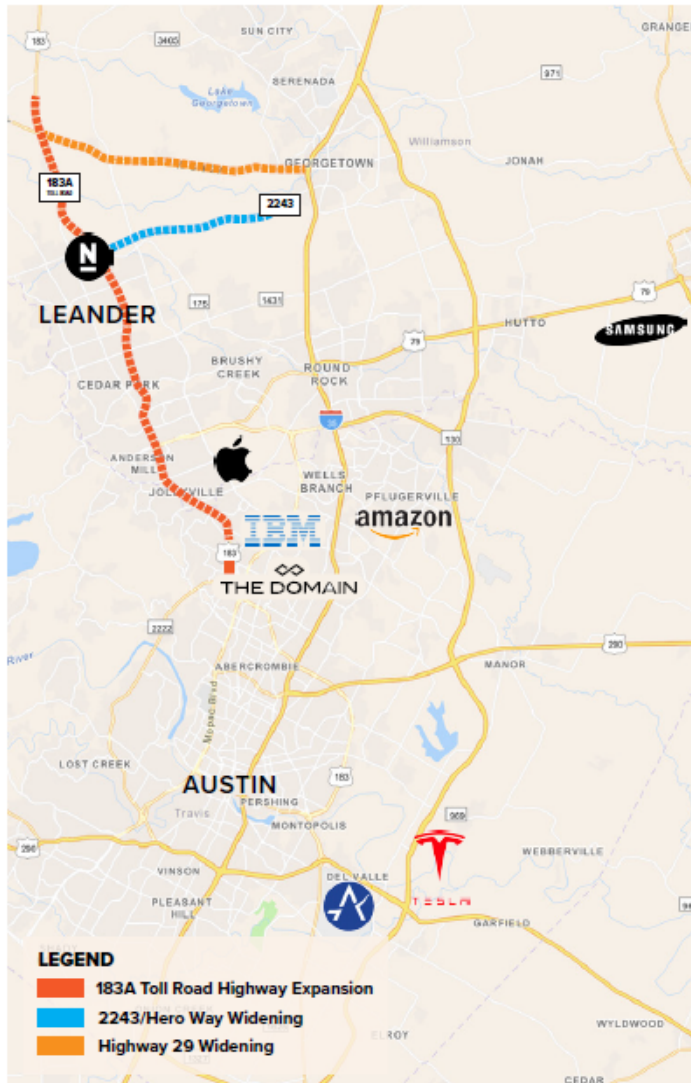 SUN CITY
183
3405
GRANGE
SERENADA
971
Lake Georgetown
Williamson
GEORGETOWN
JONAH
183A
TOLL ROAD
2243
N
LEANDER
175
1431
79
HUTTO
SAMSUNG
79
BRUSHY CREEK
ROUND ROCK
CEDAR PARK
130
ANDERSON MILL
WELLS BRANCH
JOLLYVILLE
PFLUGERVILLE
IBM
amazon
183
THE DOMAIN
2222
290
River
ABERCROMBIE
MANOR
Mopac Blvd
LOST CREEK
183
AUSTIN
PERSHING
Travis
MONTOPOLIS
969
WEBBERVILLE
290
VINSON
DEL VALLE
TESLA
PLEASANT HILL
GARFIELD
LEGEND
183A Toll Road Highway Expansion
2243/Hero Way Widening
Highway 29 Widening
ELROY
WYLDWOOD
CEDAR